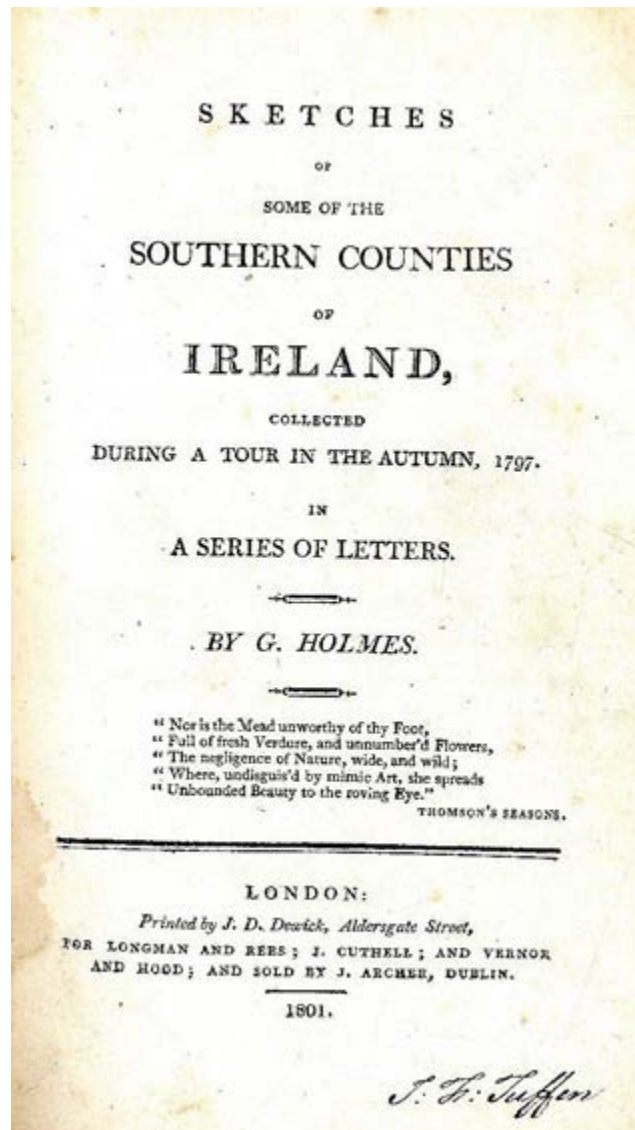 SKETCHES
OF
SOME OF THE
SOUTHERN COUNTIES
OF
IRELAND,
COLLECTED
DURING A TOUR IN THE AUTUMN, 1797.
IN
A SERIES OF LETTERS.
BY G. HOLMES.
“ Nor is the Mead unworthy of thy Foot,
“ Full of fresh Verdure, and unnumber'd Flowers,
“ The negligence of Nature, wide, and wild;
“ Where, undisguis'd by mimic Art, she spreads
“ Unbounded Beauty to the roving Eye.”
THOMSON'S SEASONS.
LONDON:
Printed by J. D. Dewick, Aldersgate Street,
FOR LONGMAN AND REES; J. CUTHELL; AND VERNOR
AND HOOD; AND SOLD BY J. ARCHER, DUBLIN.
1801.
J: F: Tuffen